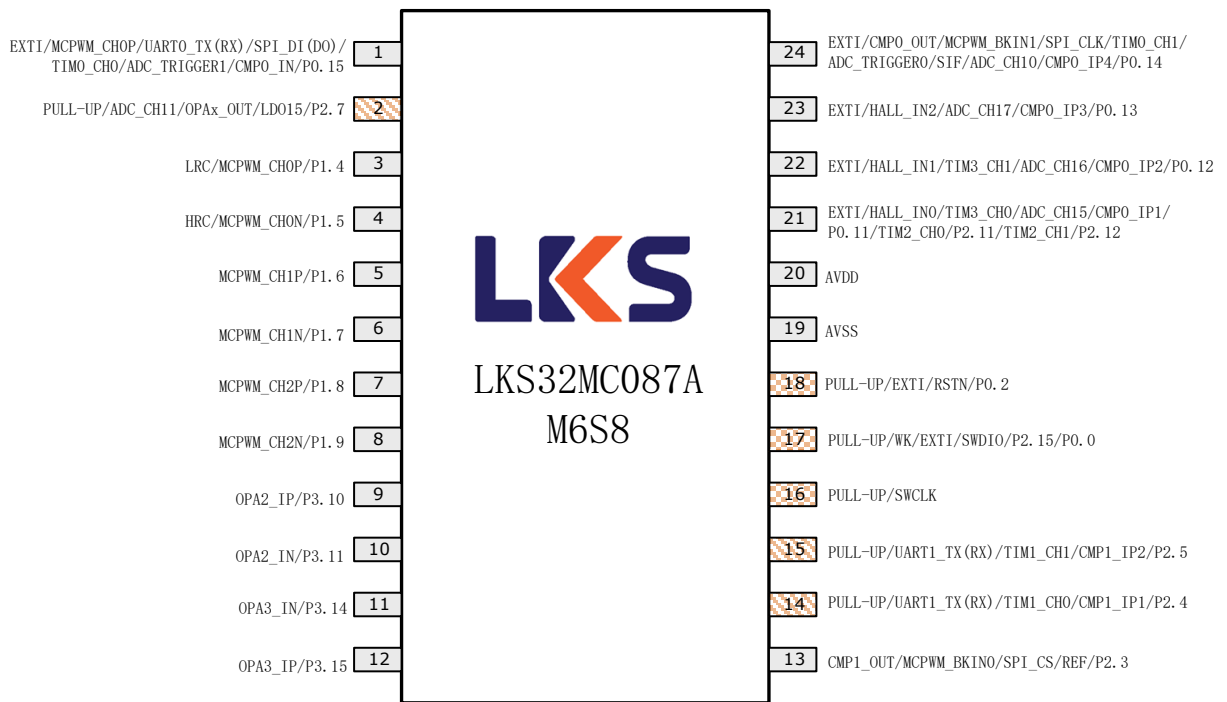 EXTI/MCPWM_CH0P/UART0_TX(RX)/SPI_DI(DO)/
TIM0_CH0/ADC_TRIGGER1/CMP0_IN/P0.15
1
PULL-UP/ADC_CH11/OPAx_OUT/LDO15/P2.7
2
LRC/MCPWM_CH0P/P1.4
3
HRC/MCPWM_CH0N/P1.5
4
MCPWM_CH1P/P1.6
5
MCPWM_CH1N/P1.7
6
MCPWM_CH2P/P1.8
7
MCPWM_CH2N/P1.9
8
OPA2_IP/P3.10
9
OPA2_IN/P3.11
10
OPA3_IN/P3.14
11
OPA3_IP/P3.15
12
LKS
LKS32MC087A
M6S8
24
EXTI/CMP0_OUT/MCPWM_BKIN1/SPI_CLK/TIM0_CH1/
ADC_TRIGGER0/SIF/ADC_CH10/CMP0_IP4/P0.14
23
EXTI/HALL_IN2/ADC_CH17/CMP0_IP3/P0.13
22
EXTI/HALL_IN1/TIM3_CH1/ADC_CH16/CMP0_IP2/P0.12
21
EXTI/HALL_IN0/TIM3_CH0/ADC_CH15/CMP0_IP1/
P0.11/TIM2_CH0/P2.11/TIM2_CH1/P2.12
20
AVDD
19
AVSS
18
PULL-UP/EXTI/RSTN/P0.2
17
PULL-UP/WK/EXTI/SWDIO/P2.15/P0.0
16
PULL-UP/SWCLK
15
PULL-UP/UART1_TX(RX)/TIM1_CH1/CMP1_IP2/P2.5
14
PULL-UP/UART1_TX(RX)/TIM1_CH0/CMP1_IP1/P2.4
13
CMP1_OUT/MCPWM_BKIN0/SPI_CS/REF/P2.3